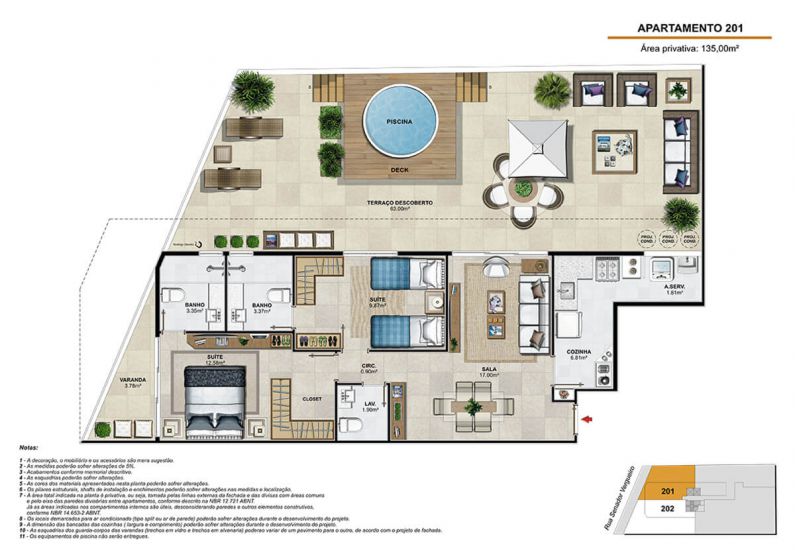 APARTAMENTO 201
Área privativa: 135,00m²
PISCINA
DECK
TERRAÇO DESCOBERTO
63,00m²
PROJ. COND.
PROJ. COND.
PROJ. COND.
BANHO
3.35m²
BANHO
3.37m²
SUÍTE
9.87m²
A.SERV.
1.61m²
COZINHA
6.81m²
SALA
17.00m²
SUÍTE
12.58m²
CIRC.
0.90m²
VARANDA
3.78m²
CLOSET
LAV.
1.90m²
Notas:
1 - A decoração, o mobiliário e os acessórios são mera sugestão.
2 - As medidas poderão sofrer alterações de 5%.
3 - Acabamentos conforme memorial descritivo.
4 - As esquadrias poderão sofrer alterações.
5 - As cores dos materiais apresentados nesta planta poderão sofrer alterações.
6 - Os pilares estruturais, shafts de instalação e enchimentos poderão sofrer alterações nas medidas e localização.
7 - A área total indicada na planta é privativa, ou seja, tomada pelas linhas externas da fachada e das divisas com áreas comuns
e pelo eixo das paredes divisórias entre apartamentos, conforme descrito na NBR 12.721 ABNT.
Já as áreas indicadas nos compartimentos internos são úteis, desconsiderando paredes e outros elementos construtivos,
conforme NBR 14.653-2 ABNT.
8 - Os locais demarcados para ar condicionado (tipo split ou ar de parede) poderão sofrer alterações durante o desenvolvimento do projeto.
9 - A dimensão das bancadas das cozinhas ( largura e comprimento) poderão sofrer alterações durante o desenvolvimento do projeto.
10 - As esquadrias dos guarda-corpos das varandas (trechos em vidro e trechos em alvenaria) poderão variar de um pavimento para o outro, de acordo com o projeto de fachada.
11 - Os equipamentos de piscina não serão entregues.
Rua Senador Vergueiro
201
202